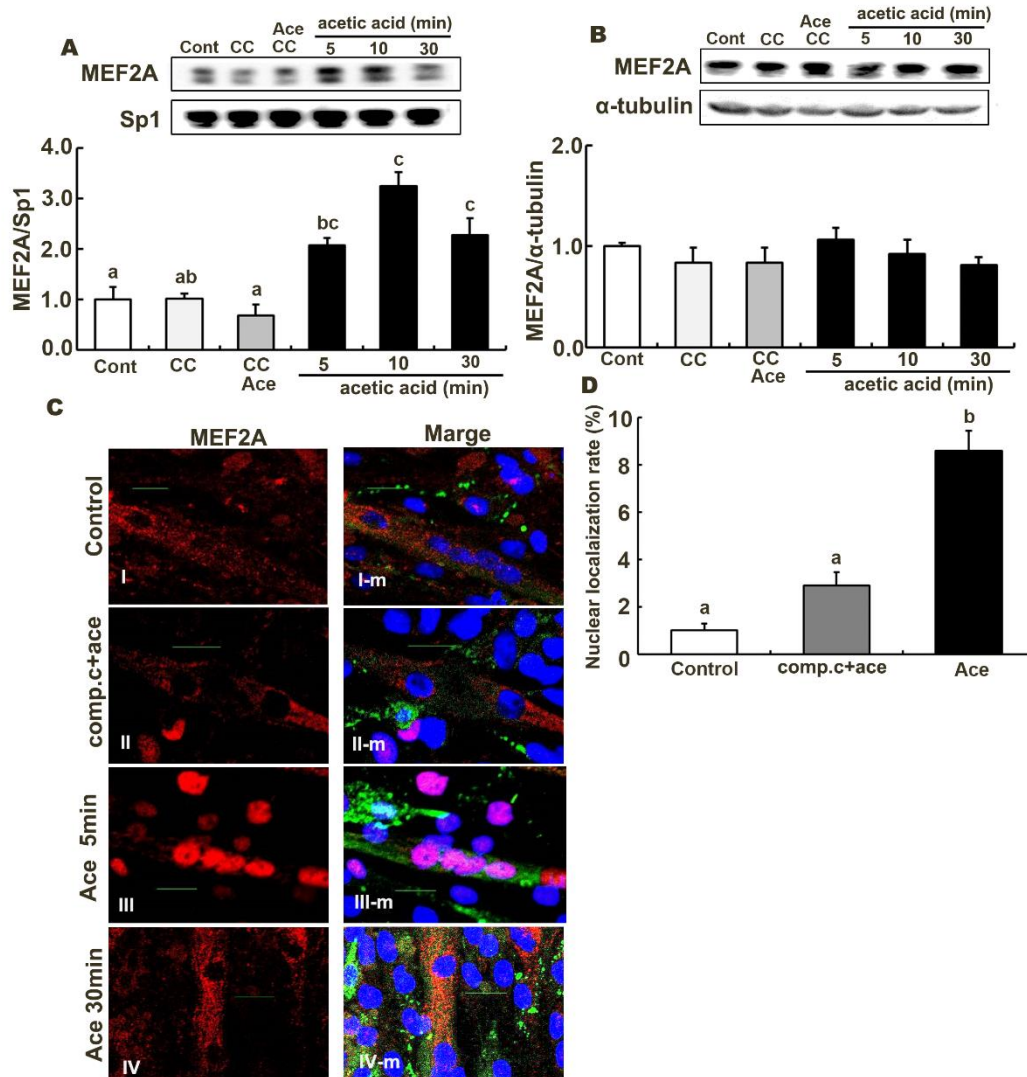 A
Cont CC Ace CC acetic acid (min) 5 10 30
MEF2A
Sp1
MEF2A/Sp1
4.0
3.0
2.0
1.0
0.0
a ab a bc c c
Cont CC CC Ace 5 10 30
acetic acid (min)
B
Cont CC Ace CC acetic acid (min) 5 10 30
MEF2A
α-tubulin
MEF2A/α-tubulin
2.0
1.0
0.0
Cont CC CC Ace 5 10 30
acetic acid (min)
C
MEF2A Marge
Control
I I-m
comp.c+ace
II II-m
Ace 5min
III III-m
Ace 30min
IV IV-m
D
Nuclear localaization rate (%)
10
8
6
4
2
0
a a b
Control comp.c+ace Ace